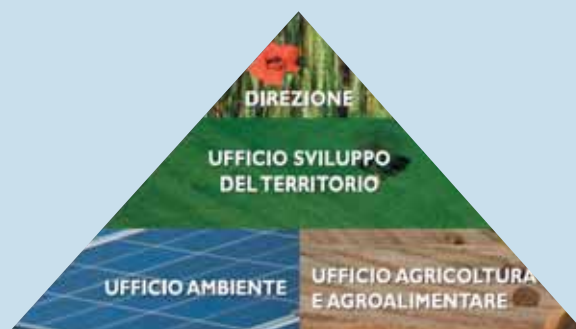 DIREZIONE
UFFICIO SVILUPPO
DEL TERRITORIO
UFFICIO AMBIENTE
UFFICIO AGRICOLTURA
E AGROALIMENTARE